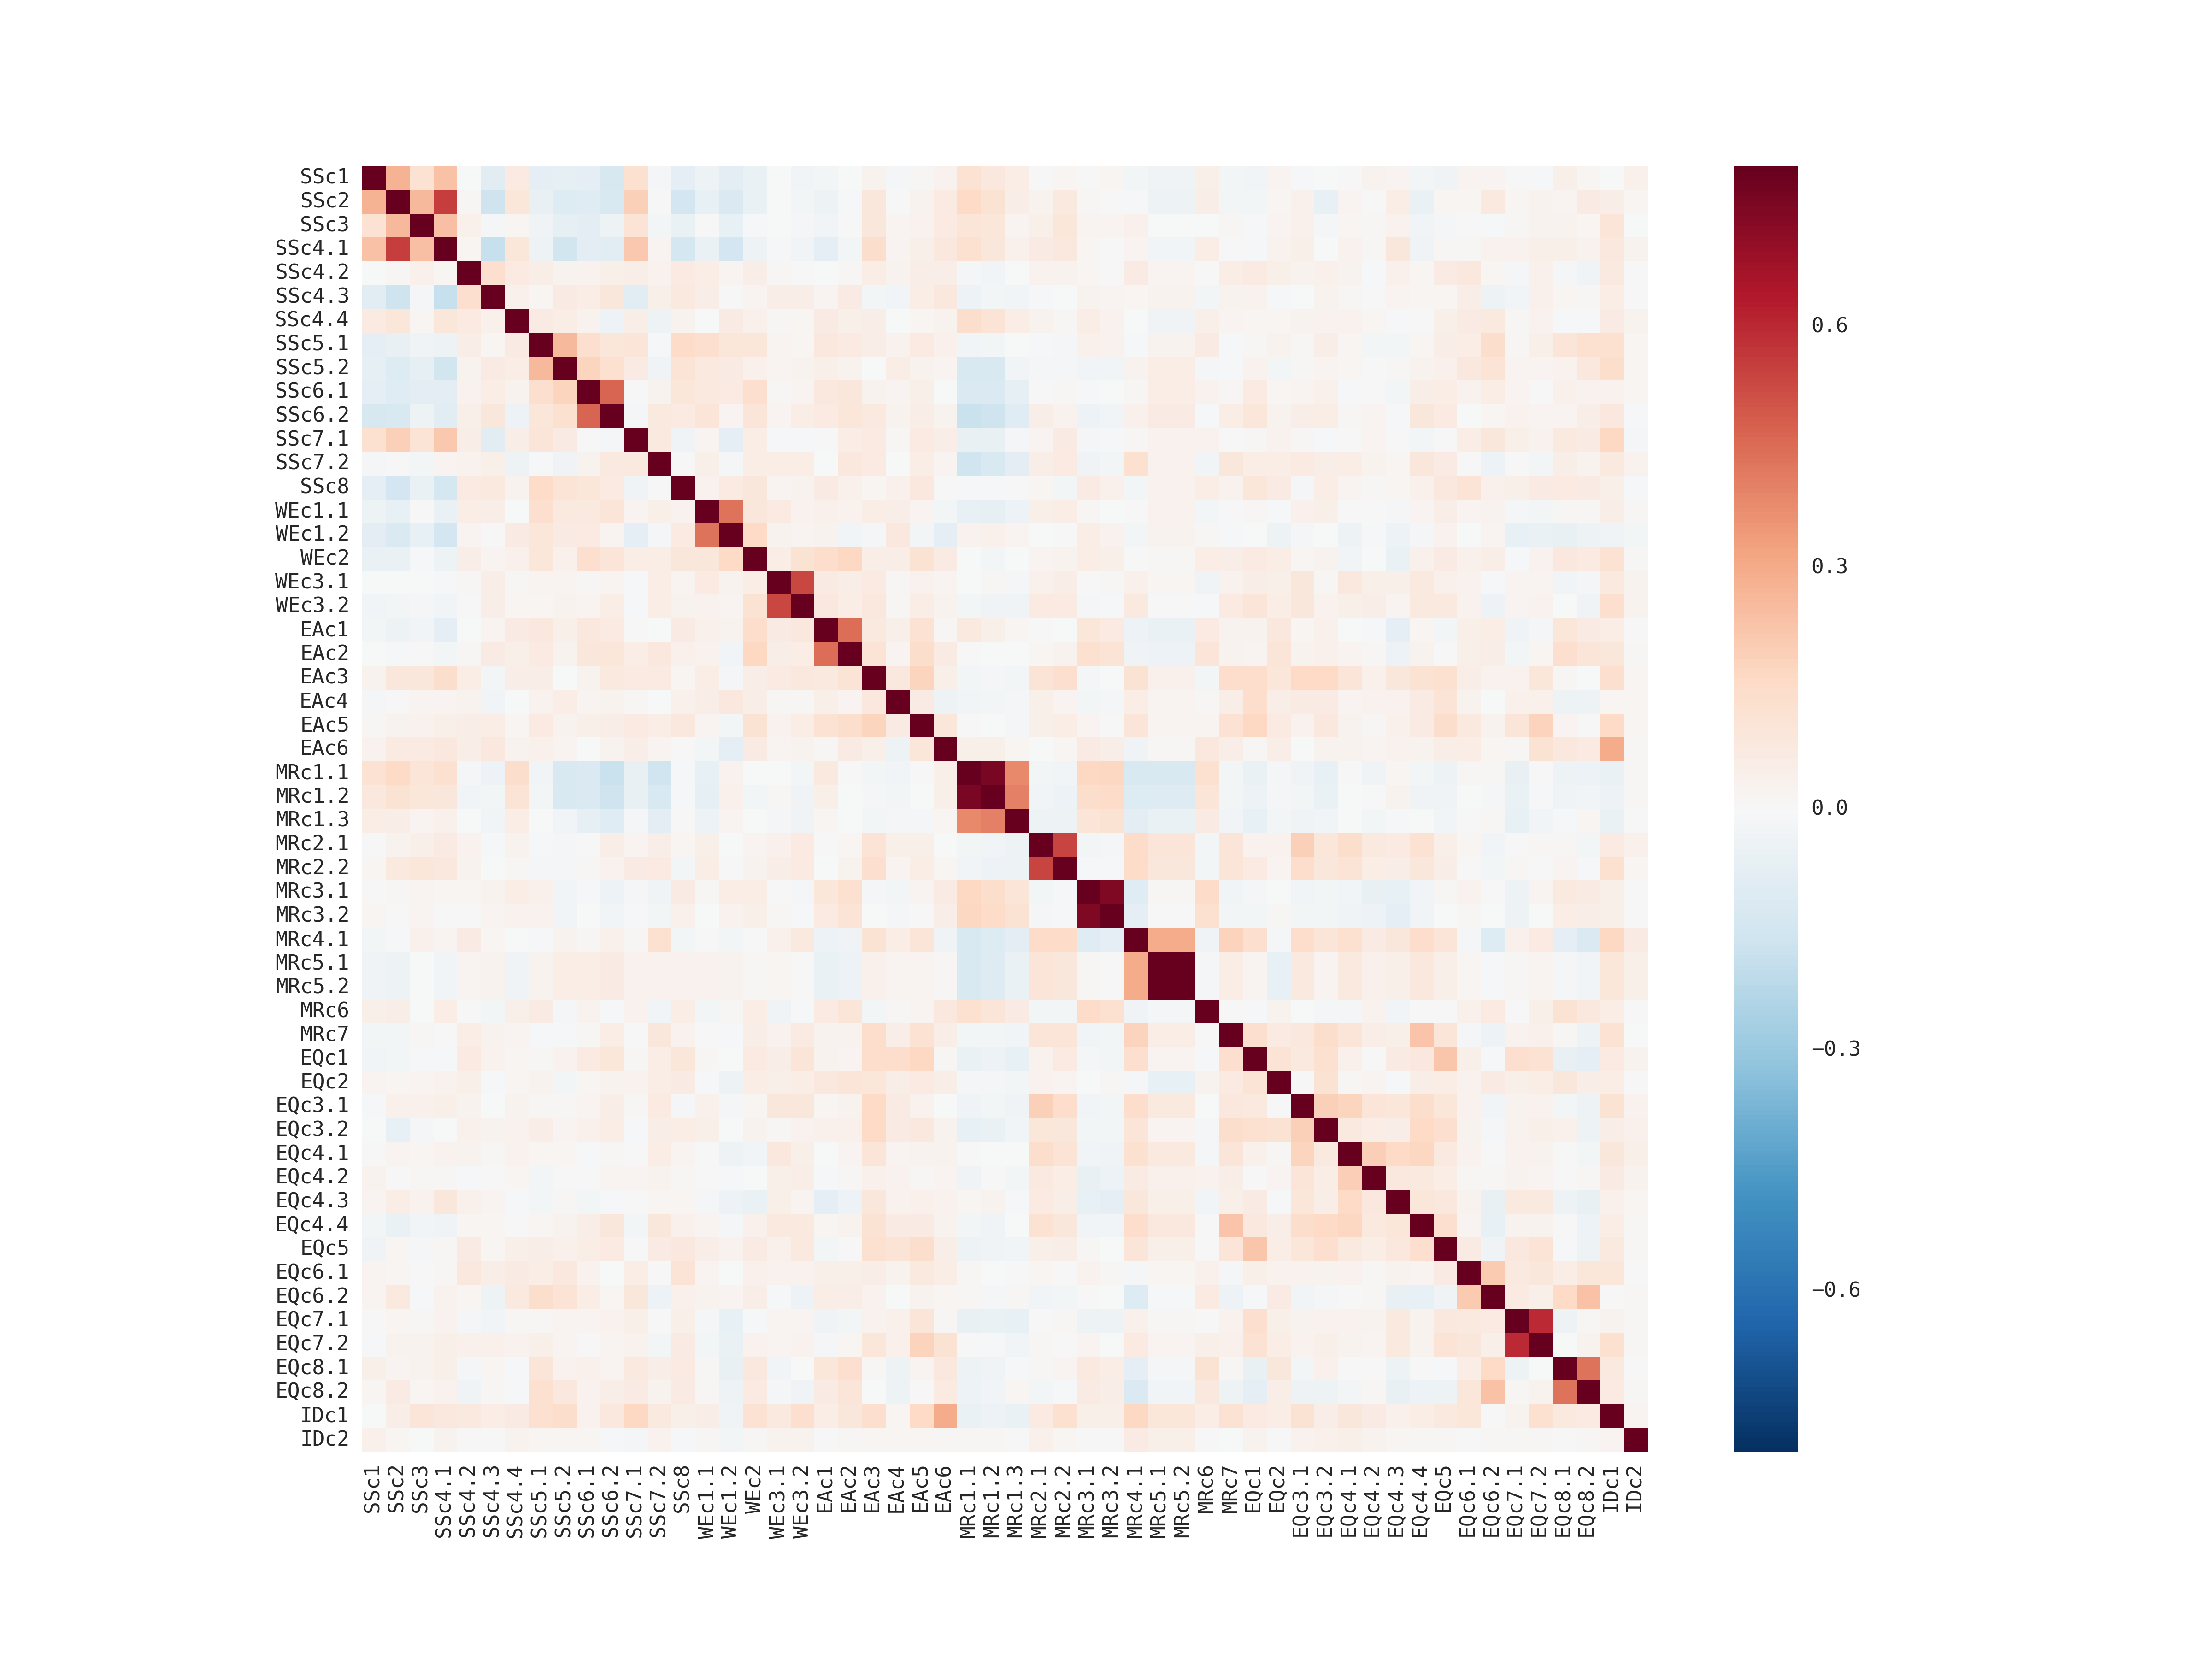 SSc1
SSc2
SSc3
SSc4.1
SSc4.2
SSc4.3
SSc4.4
SSc5.1
SSc5.2
SSc6.1
SSc6.2
SSc7.1
SSc7.2
SSc8
WEc1.1
WEc1.2
WEc2
WEc3.1
WEc3.2
EAc1
EAc2
EAc3
EAc4
EAc5
EAc6
MRc1.1
MRc1.2
MRc1.3
MRc2.1
MRc2.2
MRc3.1
MRc3.2
MRc4.1
MRc5.1
MRc5.2
MRc6
MRc7
EQc1
EQc2
EQc3.1
EQc3.2
EQc4.1
EQc4.2
EQc4.3
EQc4.4
EQc5
EQc6.1
EQc6.2
EQc7.1
EQc7.2
EQc8.1
EQc8.2
IDc1
IDc2
SSc1
SSc2
SSc3
SSc4.1
SSc4.2
SSc4.3
SSc4.4
SSc5.1
SSc5.2
SSc6.1
SSc6.2
SSc7.1
SSc7.2
SSc8
WEc1.1
WEc1.2
WEc2
WEc3.1
WEc3.2
EAc1
EAc2
EAc3
EAc4
EAc5
EAc6
MRc1.1
MRc1.2
MRc1.3
MRc2.1
MRc2.2
MRc3.1
MRc3.2
MRc4.1
MRc5.1
MRc5.2
MRc6
MRc7
EQc1
EQc2
EQc3.1
EQc3.2
EQc4.1
EQc4.2
EQc4.3
EQc4.4
EQc5
EQc6.1
EQc6.2
EQc7.1
EQc7.2
EQc8.1
EQc8.2
IDc1
IDc2
0.6
0.3
0.0
−0.3
−0.6